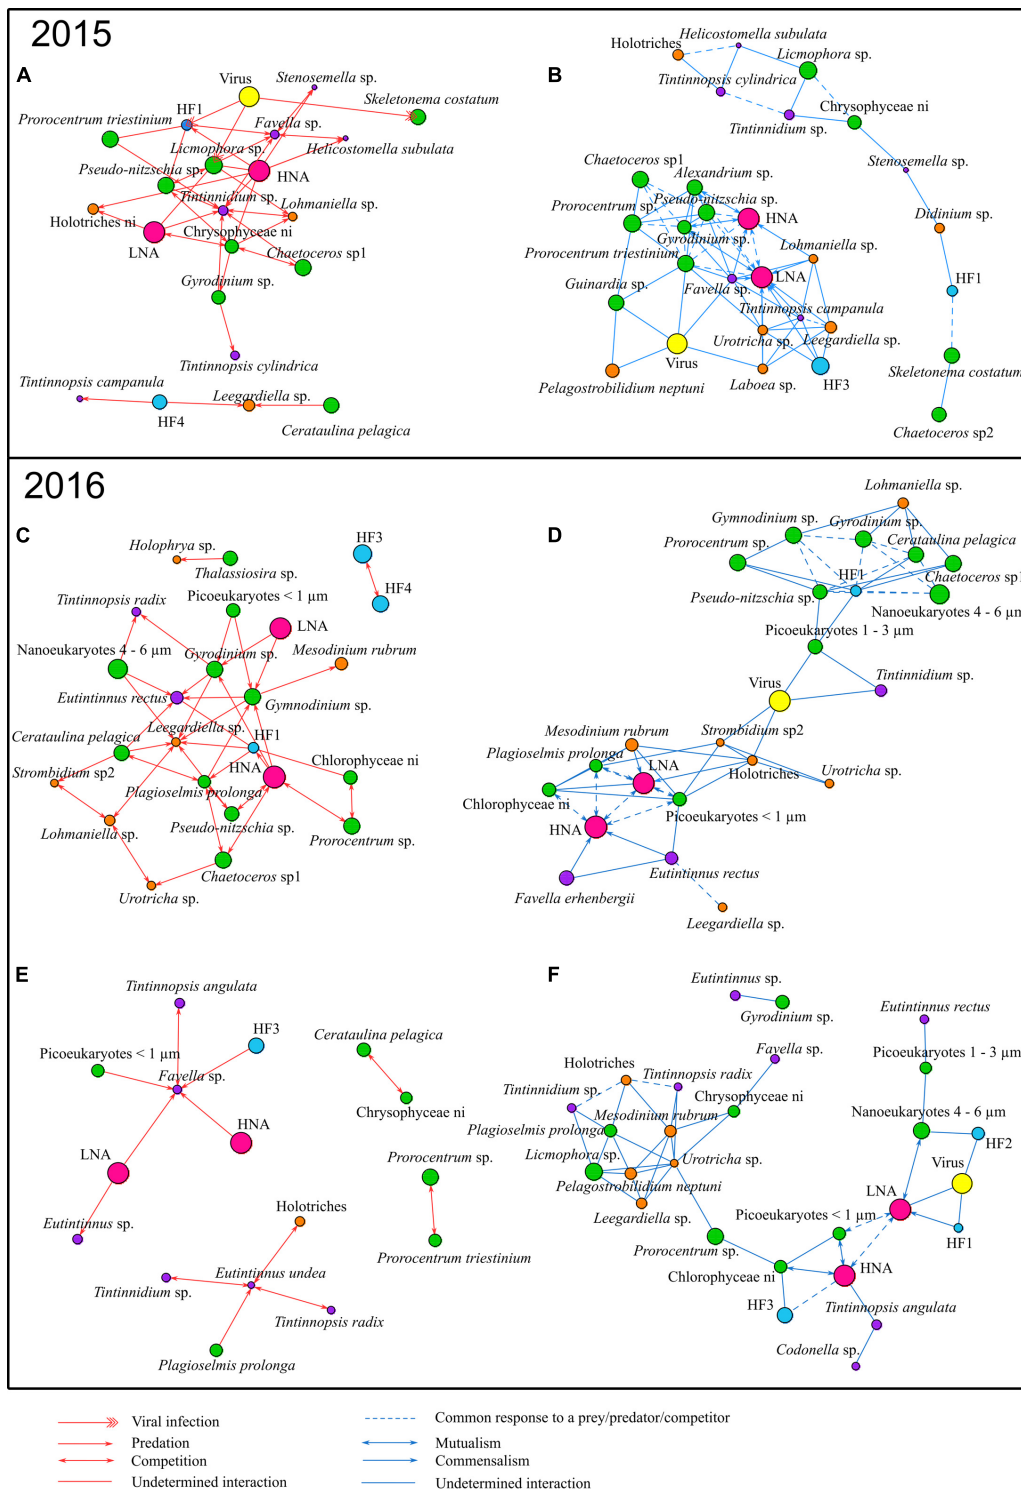 2015
A
Virus
Stenosemella sp.
Skeletonema costatum
HF1
Prorocentrum triestinium
Favella sp.
Licmophora sp.
Helicostomella subulata
Pseudo-nitzschia sp.
HNA
Tintinnidium sp.
Lohmaniella sp.
Holotriches ni
Chrysophyceae ni
LNA
Chaetoceros sp1
Gyrodinium sp.
Tintinnopsis cylindrica
Tintinnopsis campanula
Leegardiella sp.
HF4
Cerataulina pelagica
B
Helicostomella subulata
Holotriches
Licmophora sp.
Tintinnopsis cylindrica
Chrysophyceae ni
Tintinnidium sp.
Stenosemella sp.
Chaetoceros sp1
Alexandrium sp.
Pseudo-nitzschia sp.
Prorocentrum sp.
HNA
Didinium sp.
Gyrodinium sp.
Lohmaniella sp.
Prorocentrum triestinium
HF1
Guinardia sp.
Favella sp.
LNA
Tintinnopsis campanula
Urotricha sp.
Leegardiella sp.
Virus
HF3
Skeletonema costatum
Pelagostrobilidium neptuni
Laboea sp.
Chaetoceros sp2
2016
C
HF3
Holophrya sp.
Thalassiosira sp.
HF4
Tintinnopsis radix
Picoeukaryotes < 1 µm
LNA
Nanoeukaryotes 4 - 6 µm
Gyrodinium sp.
Mesodinium rubrum
Eutintinnus rectus
Gymnodinium sp.
Leegardiella sp.
Cerataulina pelagica
HF1
Chlorophyceae ni
Strombidium sp2
HNA
Plagioselmis prolonga
Pseudo-nitzschia sp.
Lohmaniella sp.
Prorocentrum sp.
Chaetoceros sp1
Urotricha sp.
D
Lohmaniella sp.
Gymnodinium sp.
Gyrodinium sp.
Prorocentrum sp.
Cerataulina pelagica
HF1
Chaetoceros sp1
Pseudo-nitzschia sp.
Nanoeukaryotes 4 - 6 µm
Picoeukaryotes 1 - 3 µm
Tintinnidium sp.
Virus
Mesodinium rubrum
Strombidium sp2
Plagioselmis prolonga
LNA
Holotriches
Urotricha sp.
Chlorophyceae ni
Picoeukaryotes < 1 µm
HNA
Eutintinnus rectus
Favella erhenbergii
Leegardiella sp.
E
Tintinnopsis angulata
HF3
Cerataulina pelagica
Picoeukaryotes < 1 µm
Favella sp.
Chrysophyceae ni
HNA
LNA
Prorocentrum sp.
Eutintinnus sp.
Holotriches
Prorocentrum triestinium
Eutintinnus undea
Tintinnidium sp.
Tintinnopsis radix
Plagioselmis prolonga
F
Eutintinnus sp.
Gyrodinium sp.
Eutintinnus rectus
Favella sp.
Picoeukaryotes 1 - 3 µm
Holotriches
Tintinnopsis radix
Tintinnidium sp.
Chrysophyceae ni
Nanoeukaryotes 4 - 6 µm
Mesodinium rubrum
Plagioselmis prolonga
HF2
Licmophora sp.
Urotricha sp.
Virus
Pelagostrobilidium neptuni
LNA
Leegardiella sp.
Picoeukaryotes < 1 µm
HF1
Prorocentrum sp.
Chlorophyceae ni
HNA
HF3
Tintinnopsis angulata
Codonella sp.
Viral infection
Predation
Competition
Undetermined interaction
Common response to a prey/predator/competitor
Mutualism
Commensalism
Undetermined interaction